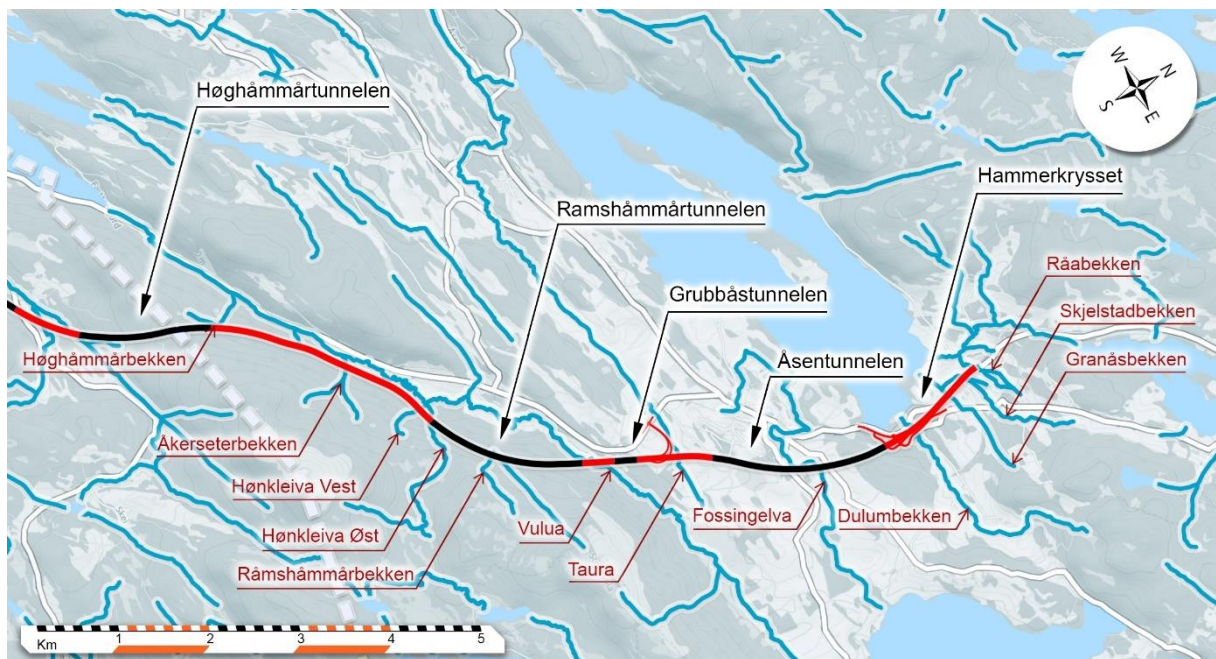 Høghåmmårtunnelen
W
N
S
E
Hammerkrysset
Ramshåmmårtunnelen
Råabekken
Grubbåstunnelen
Skjelstadbekken
Høghåmmårbekken
Åsentunnelen
Granåsbekken
Åkerseterbekken
Hønkleiva Vest
Vulua
Fossingelva
Dulumbekken
Hønkleiva Øst
Råmshåmmårbekken
Taura
Km
1 2 3 4 5